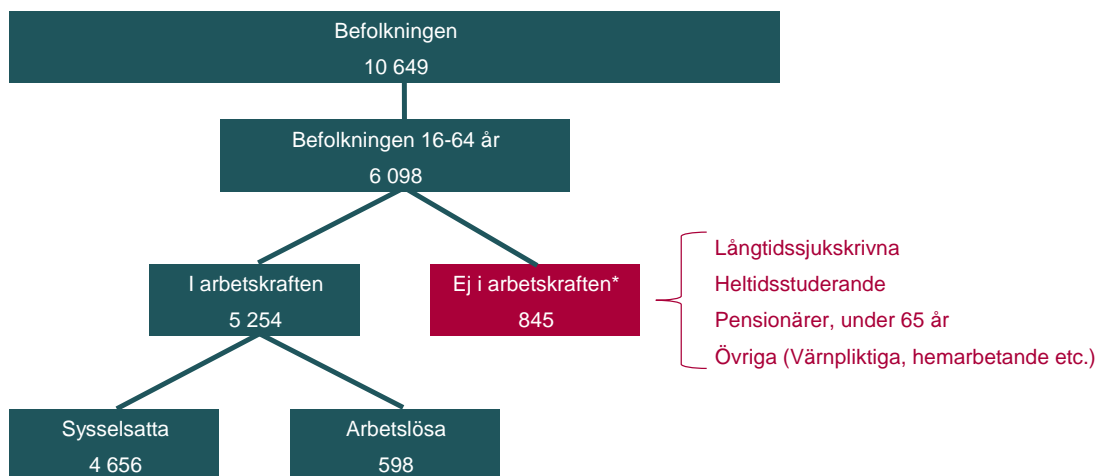 Befolkningen
10 649
Befolkningen 16-64 år
6 098
I arbetskraften
5 254
Ej i arbetskraften*
845
Långtidssjukskrivna
Heltidsstuderande
Pensionärer, under 65 år
Övriga (Värnpliktiga, hemarbetande etc.)
Sysselsatta
4 656
Arbetslösa
598